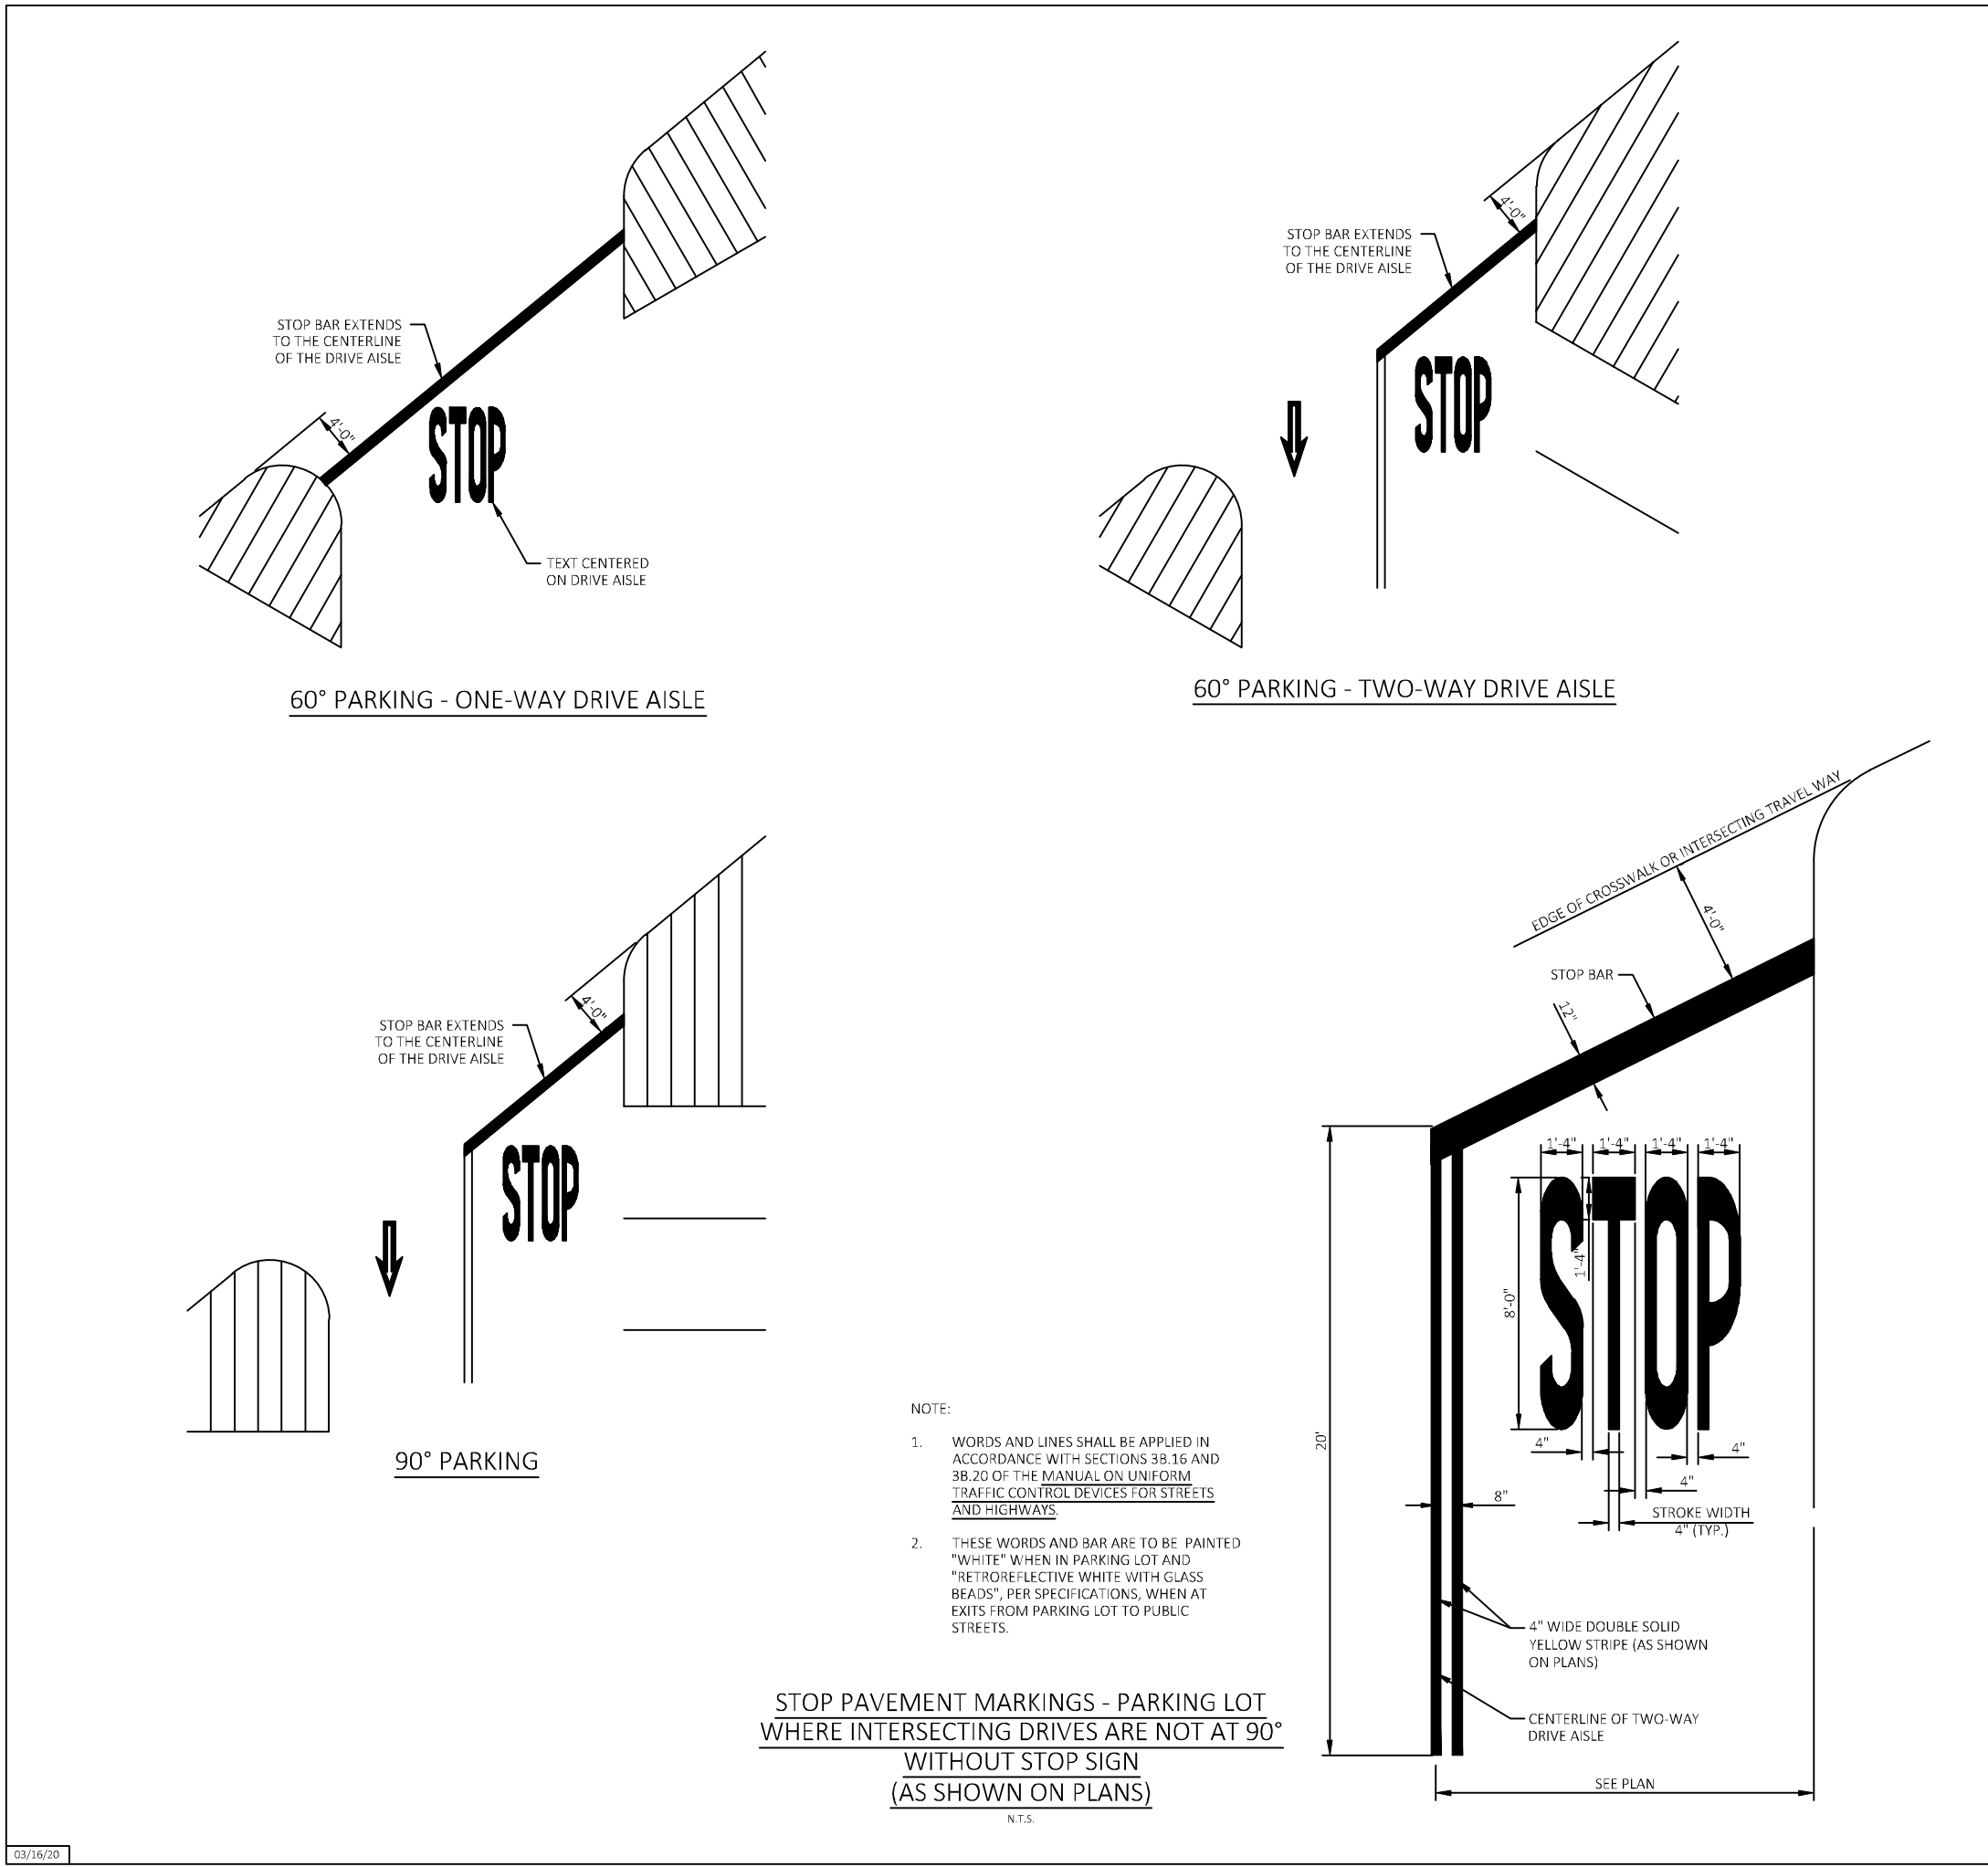 4'-0"
STOP BAR EXTENDS
TO THE CENTERLINE
OF THE DRIVE AISLE
4'-0"
STOP
TEXT CENTERED
ON DRIVE AISLE
60° PARKING - ONE-WAY DRIVE AISLE
STOP BAR EXTENDS
TO THE CENTERLINE
OF THE DRIVE AISLE
STOP
60° PARKING - TWO-WAY DRIVE AISLE
4'-0"
STOP BAR EXTENDS
TO THE CENTERLINE
OF THE DRIVE AISLE
STOP
90° PARKING
EDGE OF CROSSWALK OR INTERSECTING TRAVEL WAY
4'-0"
STOP BAR
12"
1'-4"
1'-4"
1'-4"
1'-4"
STOP
1'-4"
8'-0"
20'
4"
4"
4"
8"
STROKE WIDTH
4" (TYP.)
4" WIDE DOUBLE SOLID
YELLOW STRIPE (AS SHOWN
ON PLANS)
CENTERLINE OF TWO-WAY
DRIVE AISLE
SEE PLAN
NOTE:
1. WORDS AND LINES SHALL BE APPLIED IN
ACCORDANCE WITH SECTIONS 3B.16 AND
3B.20 OF THE MANUAL ON UNIFORM
TRAFFIC CONTROL DEVICES FOR STREETS
AND HIGHWAYS.
2. THESE WORDS AND BAR ARE TO BE PAINTED
"WHITE" WHEN IN PARKING LOT AND
"RETROREFLECTIVE WHITE WITH GLASS
BEADS", PER SPECIFICATIONS, WHEN AT
EXITS FROM PARKING LOT TO PUBLIC
STREETS.
STOP PAVEMENT MARKINGS - PARKING LOT
WHERE INTERSECTING DRIVES ARE NOT AT 90°
WITHOUT STOP SIGN
(AS SHOWN ON PLANS)
N.T.S.
03/16/20